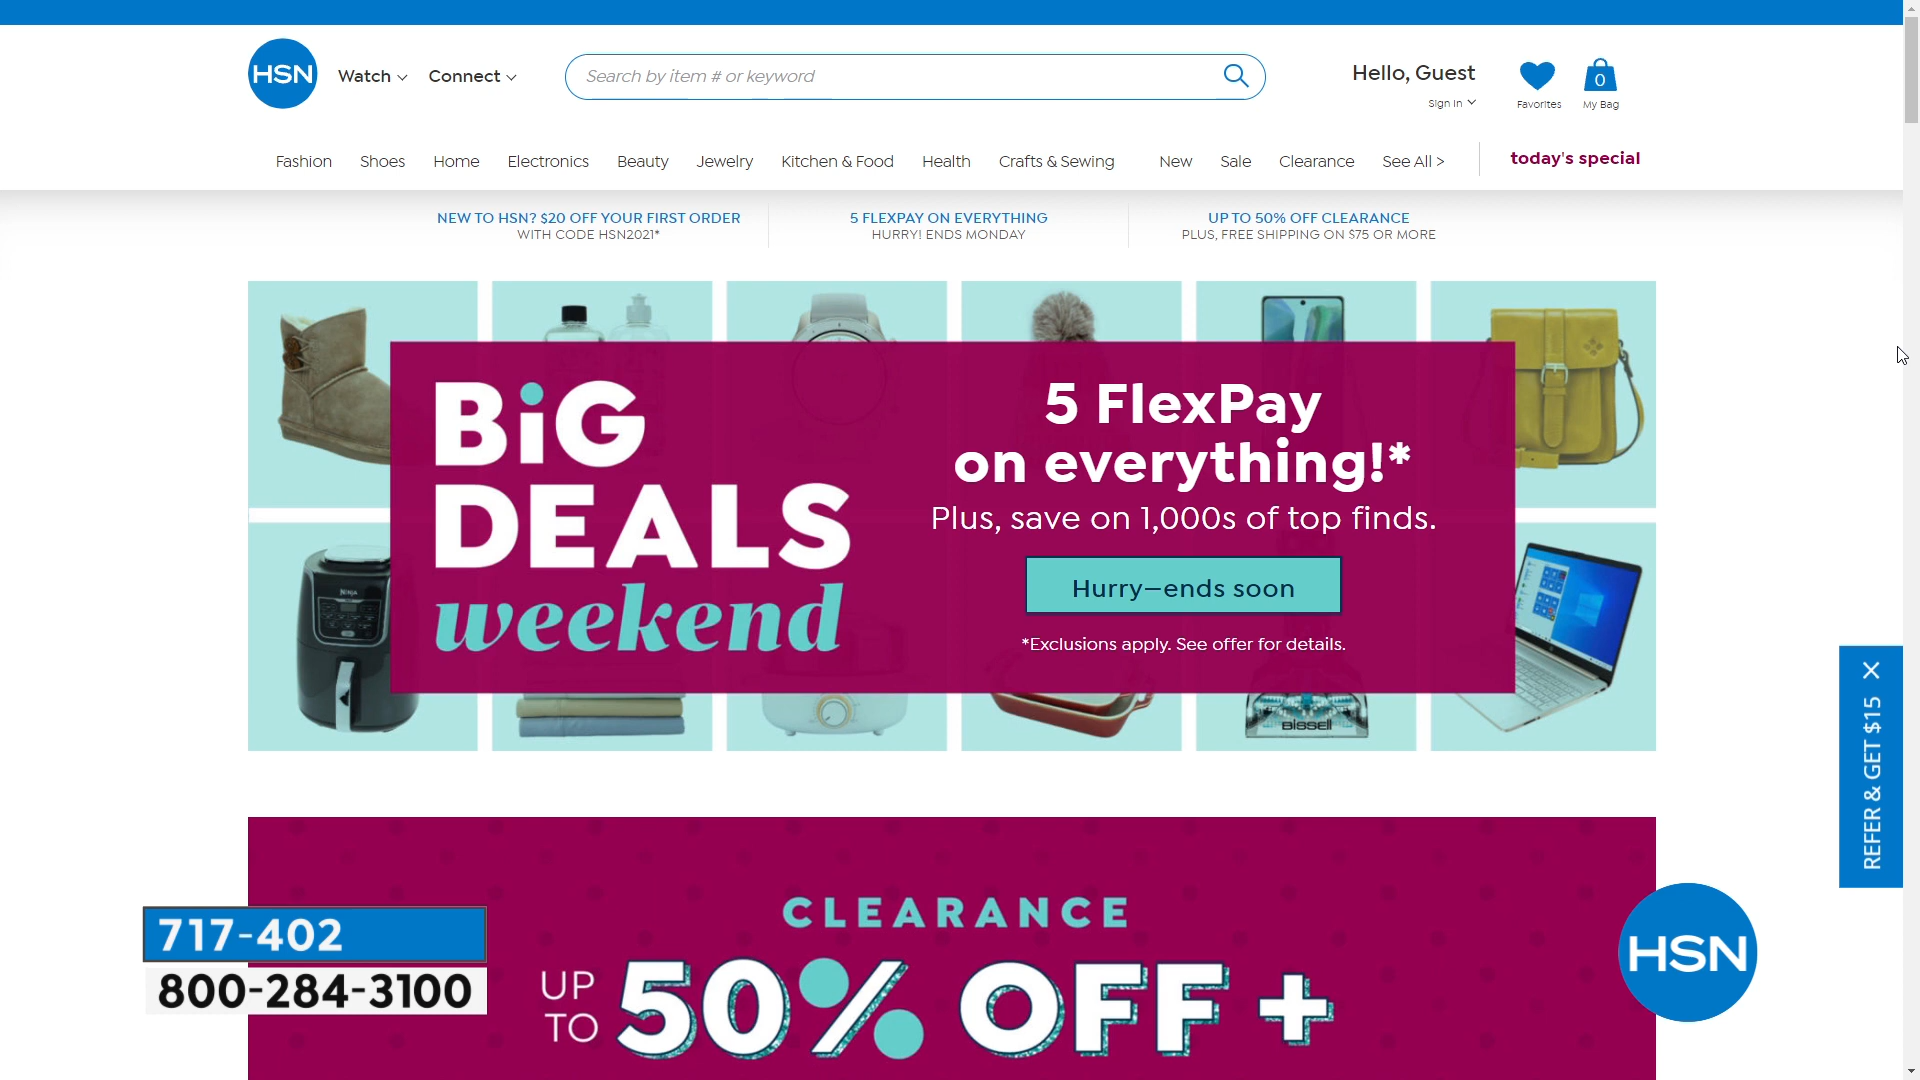 HSN
Watch
Connect
Search by item # or keyword
Hello, Guest
Sign In
Favorites
0
My Bag
Fashion
Shoes
Home
Electronics
Beauty
Jewelry
Kitchen & Food
Health
Crafts & Sewing
New
Sale
Clearance
See All >
today's special
NEW TO HSN? $20 OFF YOUR FIRST ORDER
WITH CODE HSN2021*
5 FLEXPAY ON EVERYTHING
HURRY! ENDS MONDAY
UP TO 50% OFF CLEARANCE
PLUS, FREE SHIPPING ON $75 OR MORE
BiG
DEALS
weekend
5 FlexPay
on everything!*
Plus, save on 1,000s of top finds.
Hurry—ends soon
*Exclusions apply. See offer for details.
NINJA
BISSELL
REFER & GET $15
CLEARANCE
UP
TO
50% OFF +
717-402
800-284-3100
HSN